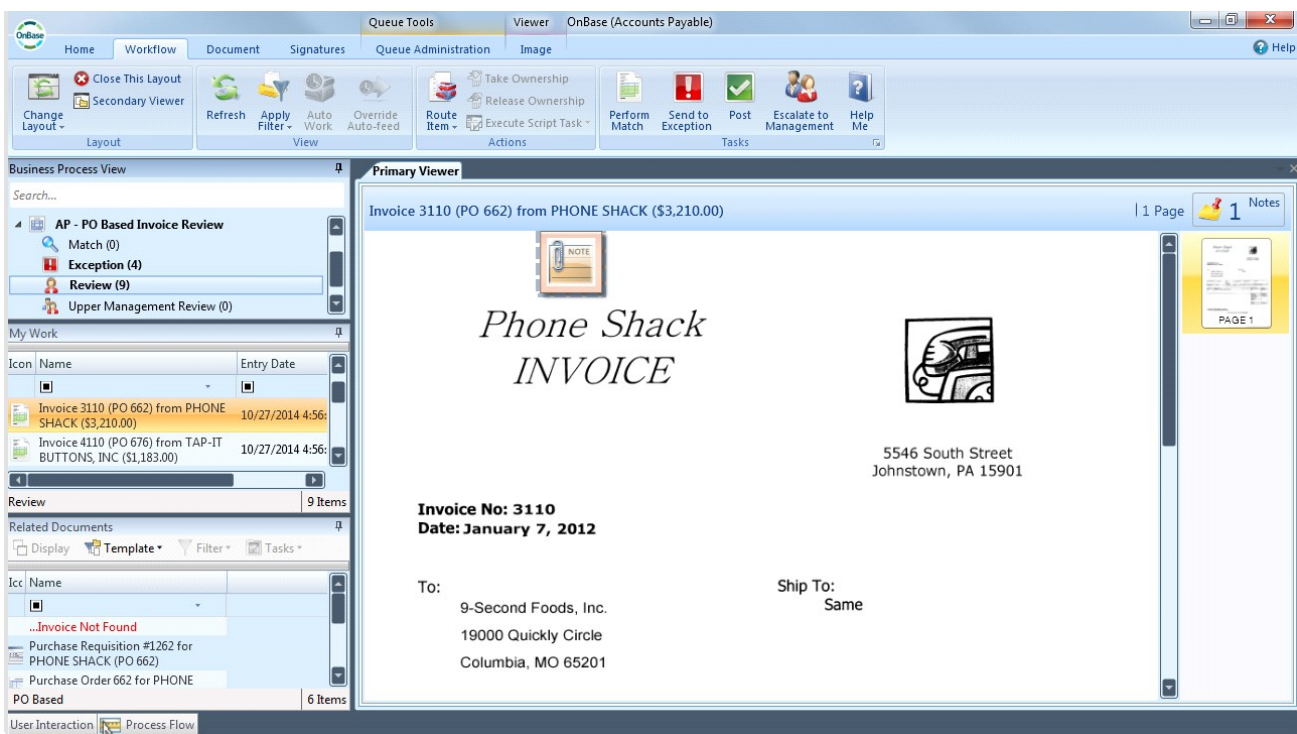 OnBase
Queue Tools
Viewer
OnBase (Accounts Payable)
Home
Workflow
Document
Signatures
Queue Administration
Image
Help
Change Layout
Close This Layout
Secondary Viewer
Layout
Refresh
Apply Filter
Auto Work
Override Auto-feed
View
Route Item
Take Ownership
Release Ownership
Execute Script Task
Actions
Perform Match
Send to Exception
Post
Escalate to Management
Help Me
Tasks
Business Process View
Search...
AP - PO Based Invoice Review
Match (0)
Exception (4)
Review (9)
Upper Management Review (0)
My Work
Icon
Name
Entry Date
Invoice 3110 (PO 662) from PHONE
SHACK ($3,210.00)
10/27/2014 4:56:
Invoice 4110 (PO 676) from TAP-IT
BUTTONS, INC ($1,183.00)
10/27/2014 4:56:
Review
9 Items
Related Documents
Display
Template
Filter
Tasks
Icc
Name
...Invoice Not Found
Purchase Requisition #1262 for
PHONE SHACK (PO 662)
Purchase Order 662 for PHONE
PO Based
6 Items
User Interaction
Process Flow
Primary Viewer
Invoice 3110 (PO 662) from PHONE SHACK ($3,210.00)
1 Page
1
Notes
NOTE
Phone Shack
INVOICE
5546 South Street
Johnstown, PA 15901
Invoice No: 3110
Date: January 7, 2012
To:
9-Second Foods, Inc.
19000 Quickly Circle
Columbia, MO 65201
Ship To:
Same
PAGE 1